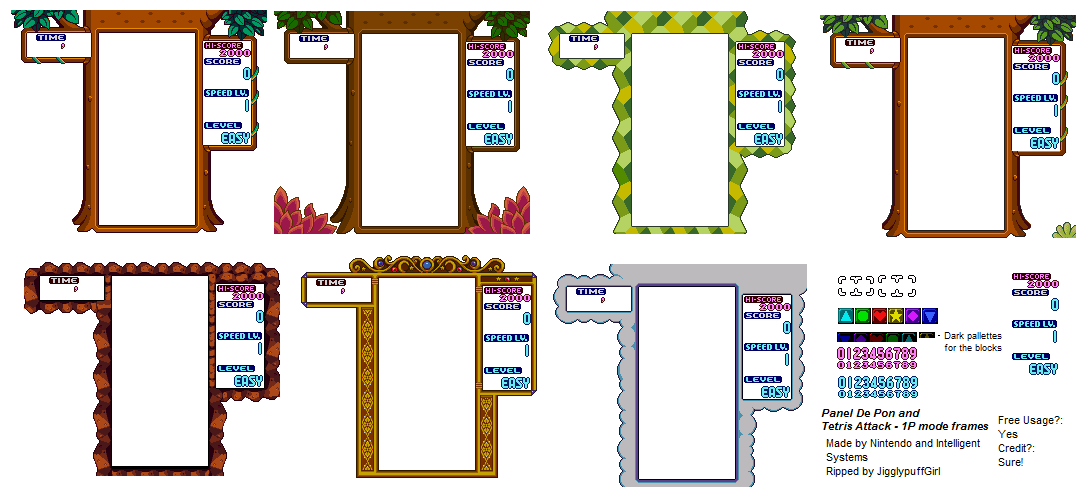 TIME
'
HI-SCORE
2000
SCORE
0
SPEED LV.
1
LEVEL
EASY
TIME
'
HI-SCORE
2000
SCORE
0
SPEED LV.
1
LEVEL
EASY
TIME
'
HI-SCORE
2000
SCORE
0
SPEED LV.
1
LEVEL
EASY
TIME
'
HI-SCORE
2000
SCORE
0
SPEED LV.
1
LEVEL
EASY
TIME
'
HI-SCORE
2000
SCORE
0
SPEED LV.
1
LEVEL
EASY
TIME
'
HI-SCORE
2000
SCORE
0
SPEED LV.
1
LEVEL
EASY
TIME
'
HI-SCORE
2000
SCORE
0
SPEED LV.
1
LEVEL
EASY
HI-SCORE
2000
SCORE
0
SPEED LV.
1
LEVEL
EASY
- Dark pallettes
for the blocks
0123456789
0123456789
0123456789
0123456789
Panel De Pon and
Tetris Attack - 1P mode frames
Made by Nintendo and Intelligent
Systems
Ripped by JigglypuffGirl
Free Usage?:
Yes
Credit?:
Sure!